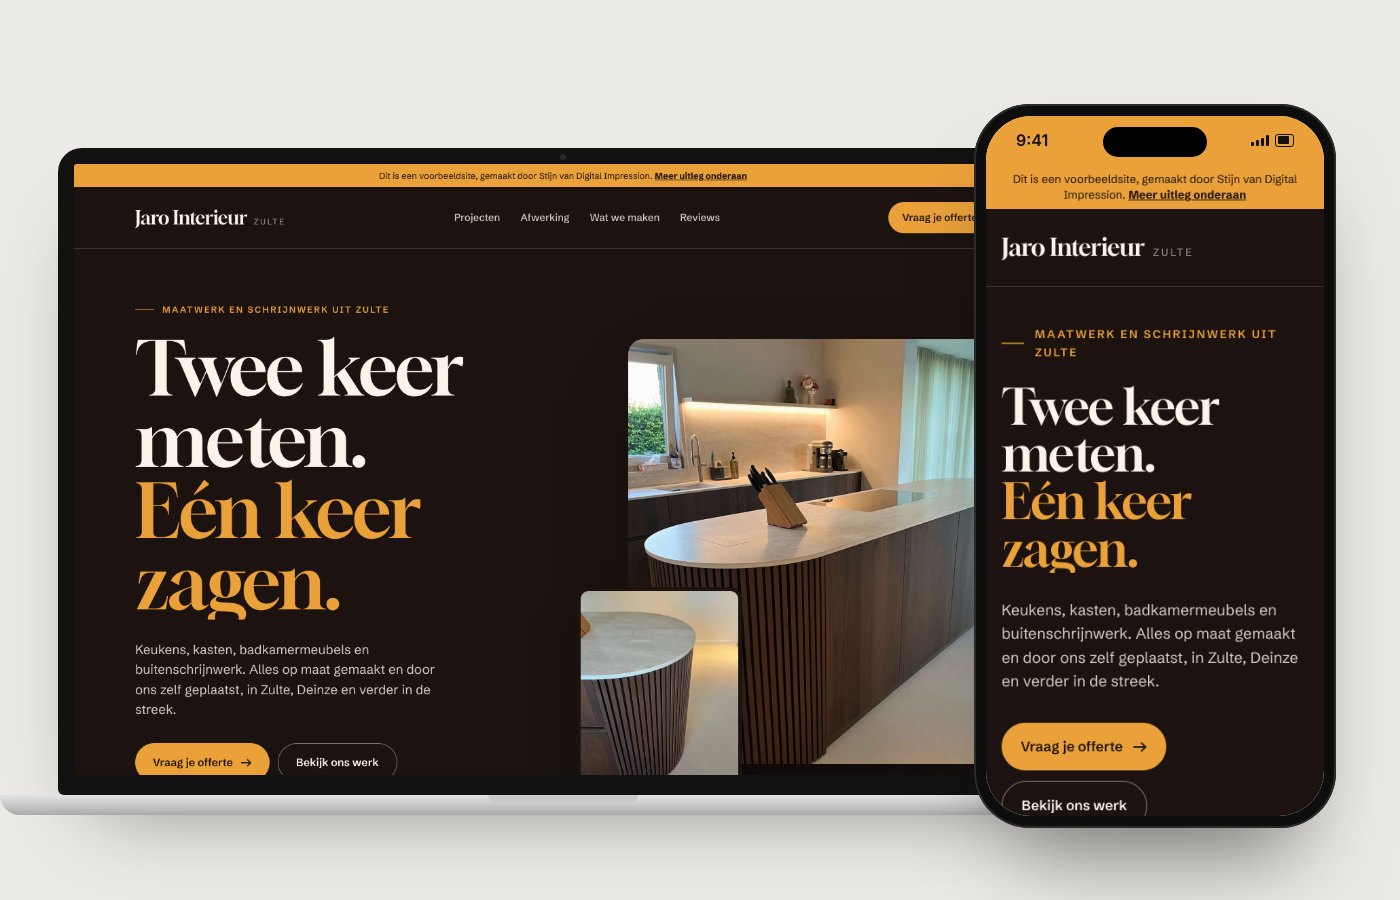 Dit is een voorbeeldsite, gemaakt door Stijn van Digital Impression. Meer uitleg onderaan
Jaro Interieur ZULTE
Projecten Afwerking Wat we maken Reviews
Vraag je offerte
MAATWERK EN SCHRIJNWERK UIT ZULTE
Twee keer
meten.
Eén keer
zagen.
Keukens, kasten, badkamermeubels en
buitenschrijnwerk. Alles op maat gemaakt en door
ons zelf geplaatst, in Zulte, Deinze en verder in de
streek.
Vraag je offerte → Bekijk ons werk
9:41
Dit is een voorbeeldsite, gemaakt door Stijn van Digital
Impression. Meer uitleg onderaan
Jaro Interieur ZULTE
MAATWERK EN SCHRIJNWERK UIT
ZULTE
Twee keer
meten.
Eén keer
zagen.
Keukens, kasten, badkamermeubels en
buitenschrijnwerk. Alles op maat gemaakt
en door ons zelf geplaatst, in Zulte, Deinze
en verder in de streek.
Vraag je offerte →
Bekijk ons werk